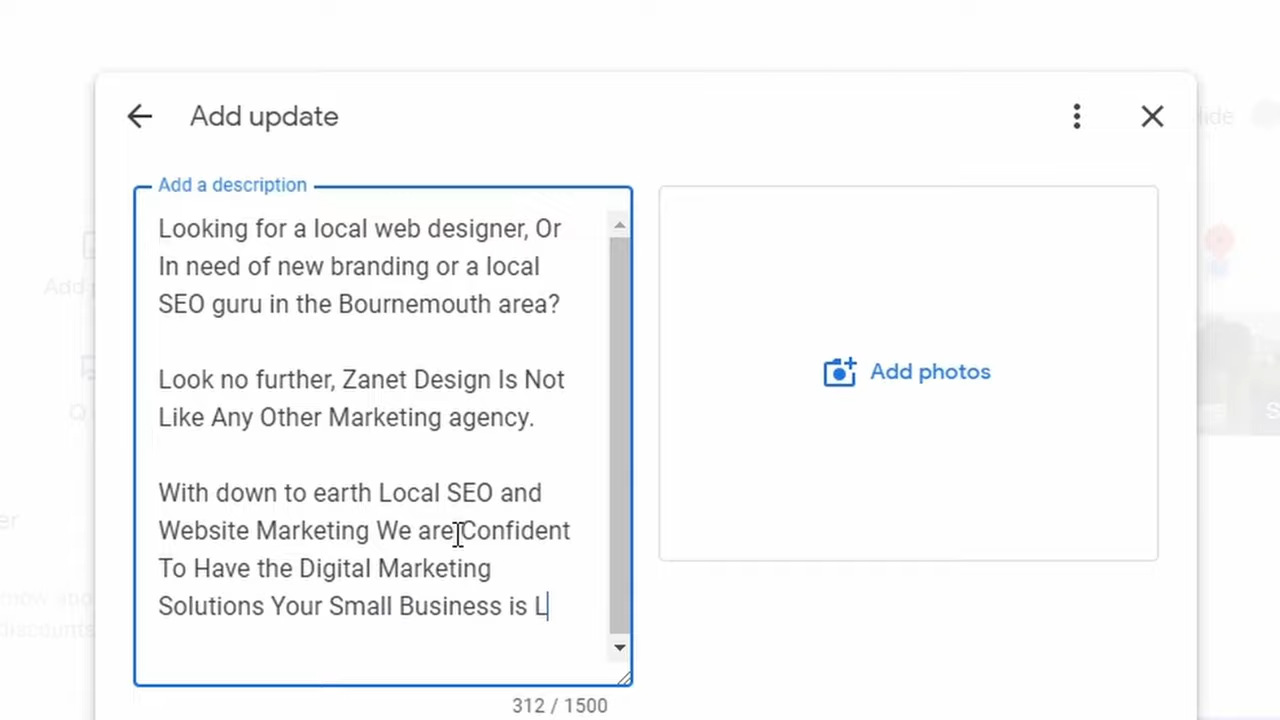 Add update
Add a description
Looking for a local web designer, Or
In need of new branding or a local
SEO guru in the Bournemouth area?
Look no further, Zanet Design Is Not
Like Any Other Marketing agency.
With down to earth Local SEO and
Website Marketing We are Confident
To Have the Digital Marketing
Solutions Your Small Business is L
312 / 1500
Add photos
discounts